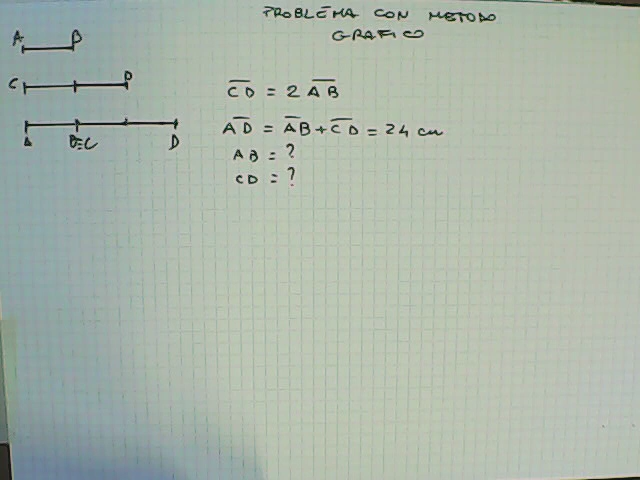 PROBLEMA CON METODO
GRAFICO
A B
C D
A B≡C D
CD = 2 AB
AD = AB + CD = 24 cm
AB = ?
CD = ?